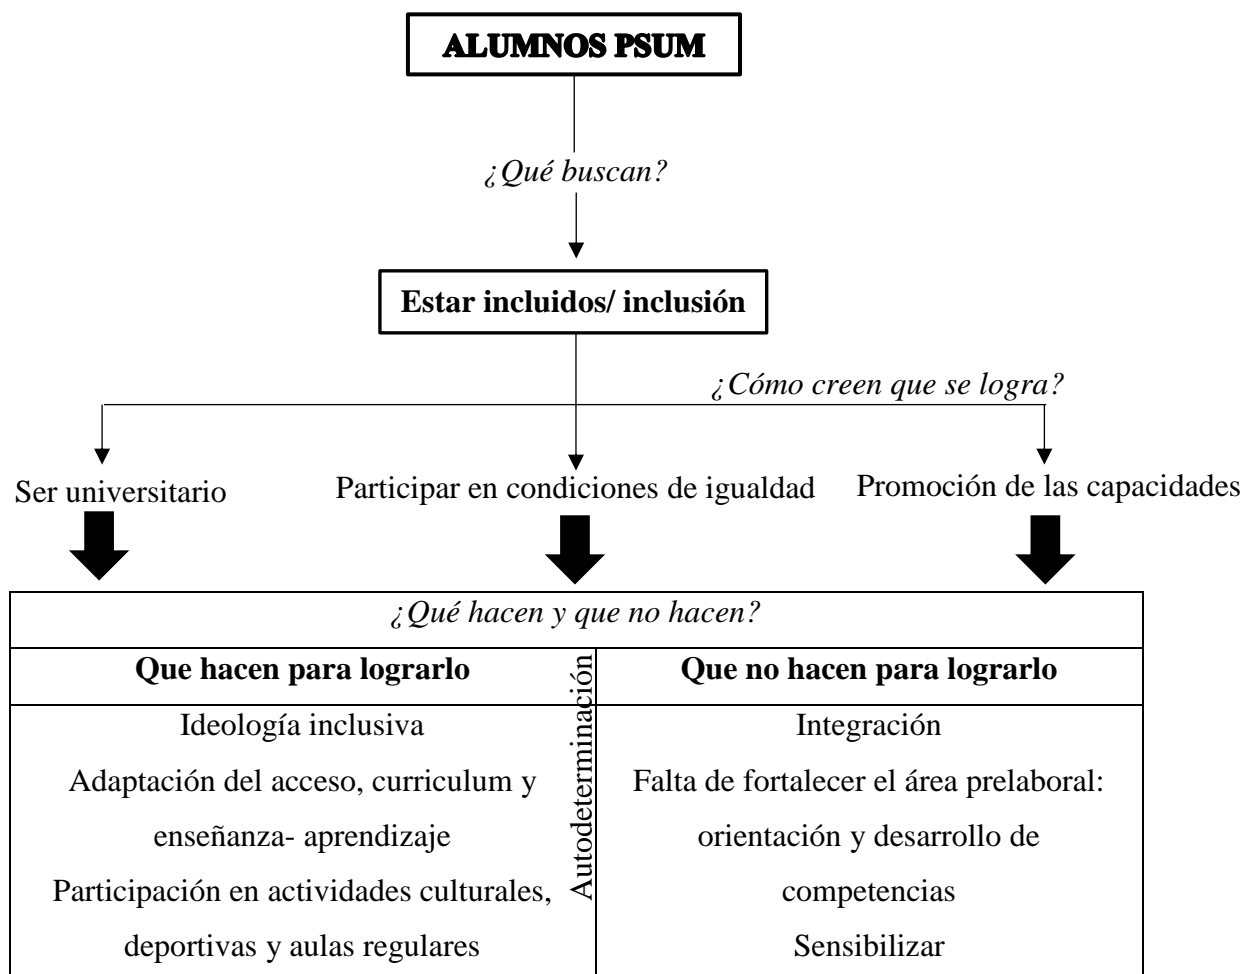 ALUMNOS PSUM
¿Qué buscan?
Estar incluidos/ inclusión
¿Cómo creen que se logra?
Ser universitario
Participar en condiciones de igualdad
Promoción de las capacidades
¿Qué hacen y que no hacen?
Que hacen para lograrlo
Ideología inclusiva
Adaptación del acceso, curriculum y
enseñanza- aprendizaje
Participación en actividades culturales,
deportivas y aulas regulares
Autodeterminación
Que no hacen para lograrlo
Integración
Falta de fortalecer el área prelaboral:
orientación y desarrollo de
competencias
Sensibilizar